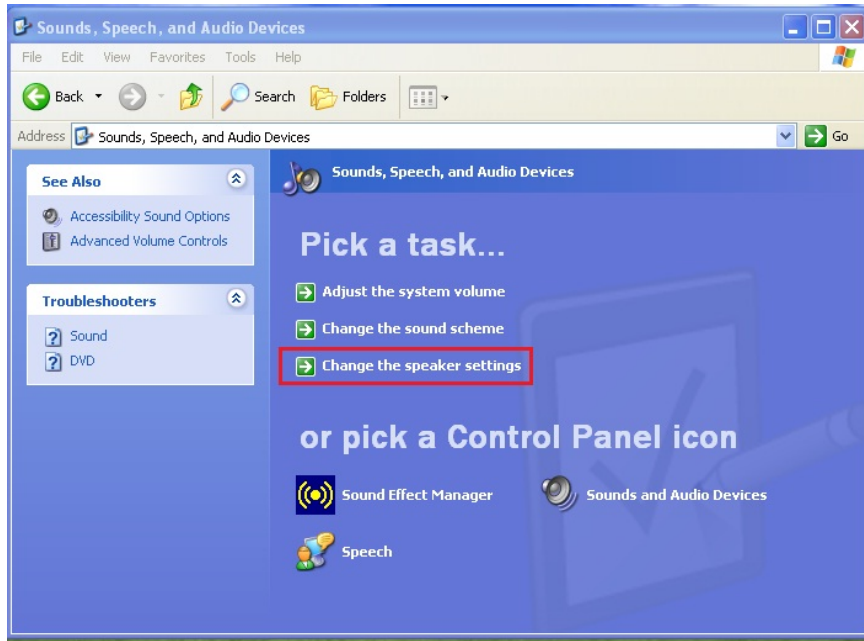 Sounds, Speech, and Audio Devices
File Edit View Favorites Tools Help
Back Search Folders
Address Sounds, Speech, and Audio Devices Go
See Also
Accessibility Sound Options
Advanced Volume Controls
Troubleshooters
Sound
DVD
Sounds, Speech, and Audio Devices
Pick a task...
Adjust the system volume
Change the sound scheme
Change the speaker settings
or pick a Control Panel icon
Sound Effect Manager Sounds and Audio Devices
Speech